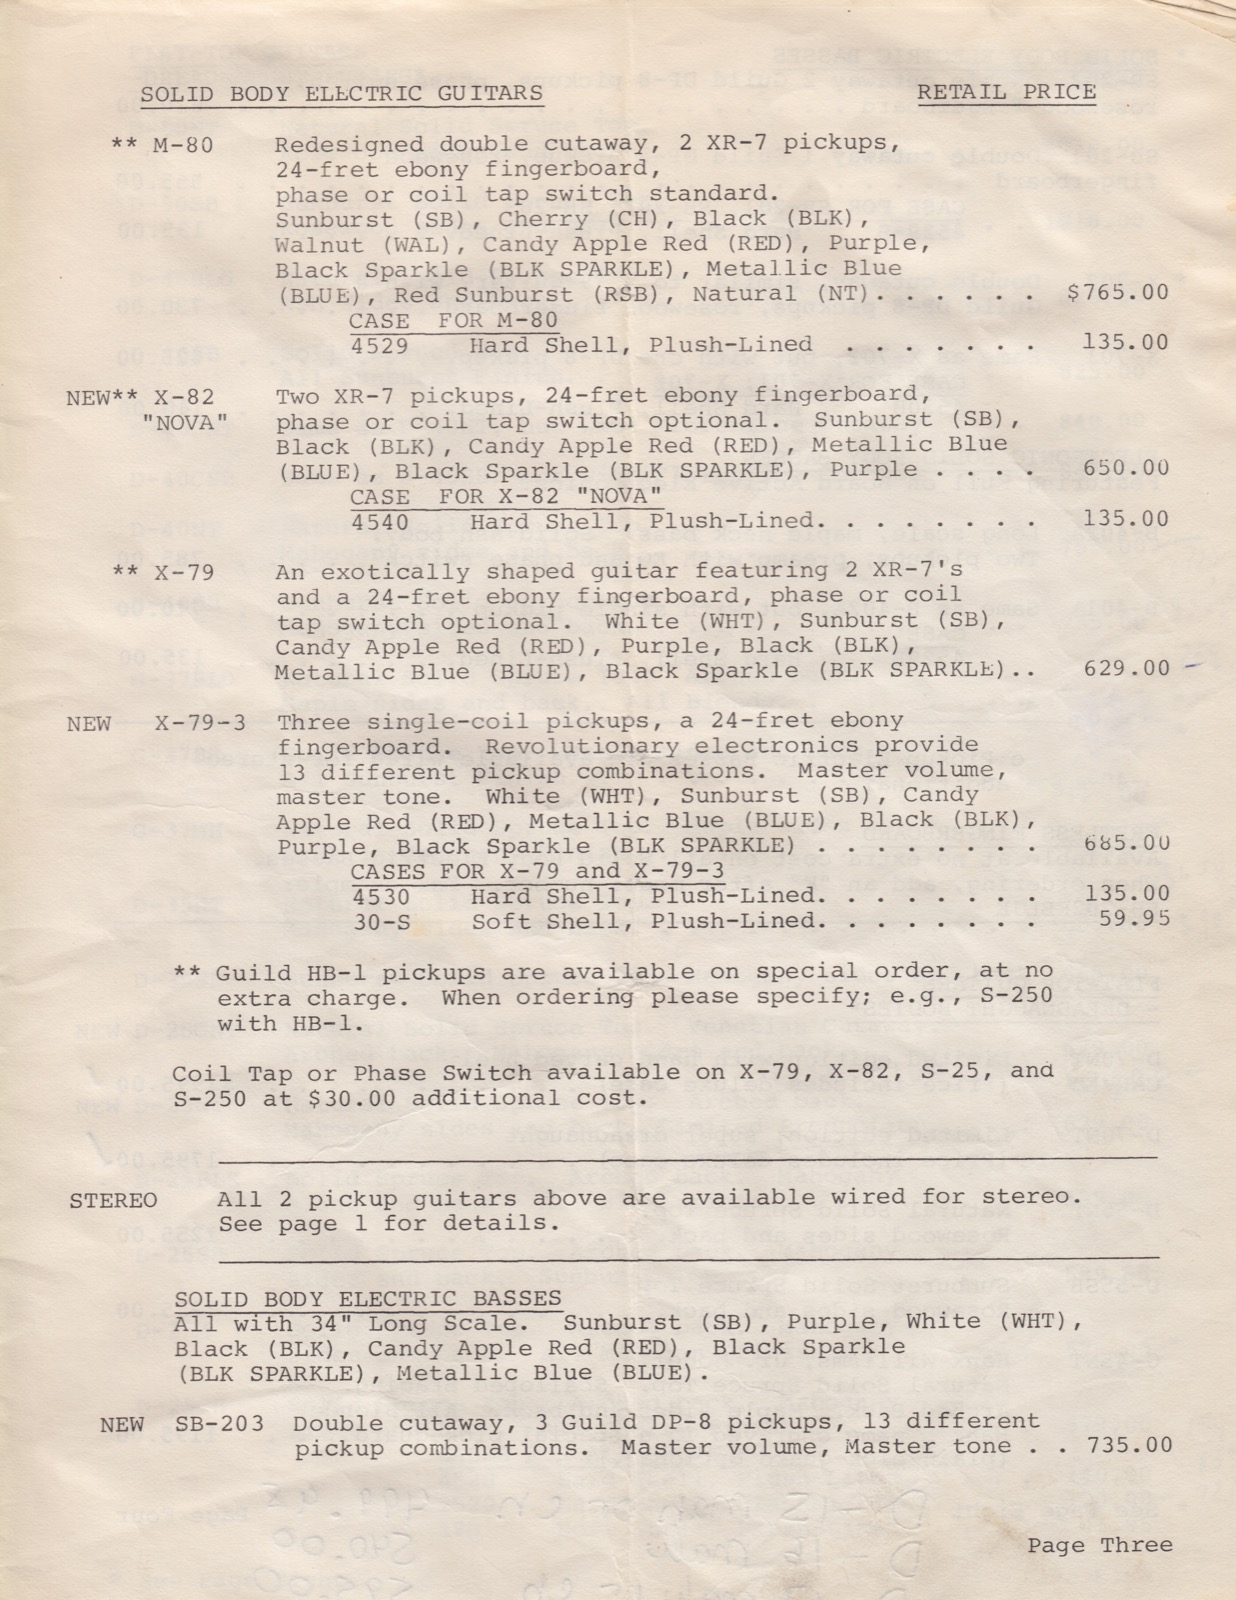 SOLID BODY ELECTRIC GUITARS RETAIL PRICE
** M-80 Redesigned double cutaway, 2 XR-7 pickups,
24-fret ebony fingerboard,
phase or coil tap switch standard.
Sunburst (SB), Cherry (CH), Black (BLK),
Walnut (WAL), Candy Apple Red (RED), Purple,
Black Sparkle (BLK SPARKLE), Metallic Blue
(BLUE), Red Sunburst (RSB), Natural (NT). . . . . . $765.00
CASE FOR M-80
4529 Hard Shell, Plush-Lined . . . . . . . 135.00
NEW** X-82 Two XR-7 pickups, 24-fret ebony fingerboard,
"NOVA" phase or coil tap switch optional. Sunburst (SB),
Black (BLK), Candy Apple Red (RED), Metallic Blue
(BLUE), Black Sparkle (BLK SPARKLE), Purple . . . . 650.00
CASE FOR X-82 "NOVA"
4540 Hard Shell, Plush-Lined. . . . . . . . 135.00
** X-79 An exotically shaped guitar featuring 2 XR-7's
and a 24-fret ebony fingerboard, phase or coil
tap switch optional. White (WHT), Sunburst (SB),
Candy Apple Red (RED), Purple, Black (BLK),
Metallic Blue (BLUE), Black Sparkle (BLK SPARKLE).. 629.00
NEW X-79-3 Three single-coil pickups, a 24-fret ebony
fingerboard. Revolutionary electronics provide
13 different pickup combinations. Master volume,
master tone. White (WHT), Sunburst (SB), Candy
Apple Red (RED), Metallic Blue (BLUE), Black (BLK),
Purple, Black Sparkle (BLK SPARKLE) . . . . . . . . 685.00
CASES FOR X-79 and X-79-3
4530 Hard Shell, Plush-Lined. . . . . . . . 135.00
30-S Soft Shell, Plush-Lined. . . . . . . . 59.95
** Guild HB-1 pickups are available on special order, at no
extra charge. When ordering please specify; e.g., S-250
with HB-1.
Coil Tap or Phase Switch available on X-79, X-82, S-25, and
S-250 at $30.00 additional cost.
STEREO All 2 pickup guitars above are available wired for stereo.
See page 1 for details.
SOLID BODY ELECTRIC BASSES
All with 34" Long Scale. Sunburst (SB), Purple, White (WHT),
Black (BLK), Candy Apple Red (RED), Black Sparkle
(BLK SPARKLE), Metallic Blue (BLUE).
NEW SB-203 Double cutaway, 3 Guild DP-8 pickups, 13 different
pickup combinations. Master volume, Master tone . . 735.00
Page Three